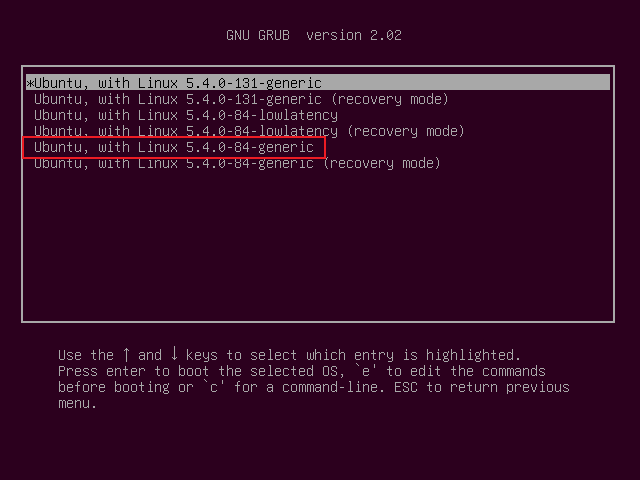 GNU GRUB version 2.02
*Ubuntu, with Linux 5.4.0-131-generic
Ubuntu, with Linux 5.4.0-131-generic (recovery mode)
Ubuntu, with Linux 5.4.0-84-lowlatency
Ubuntu, with Linux 5.4.0-84-lowlatency (recovery mode)
Ubuntu, with Linux 5.4.0-84-generic
Ubuntu, with Linux 5.4.0-84-generic (recovery mode)
Use the ↑ and ↓ keys to select which entry is highlighted.
Press enter to boot the selected OS, `e' to edit the commands
before booting or `c' for a command-line. ESC to return previous
menu.